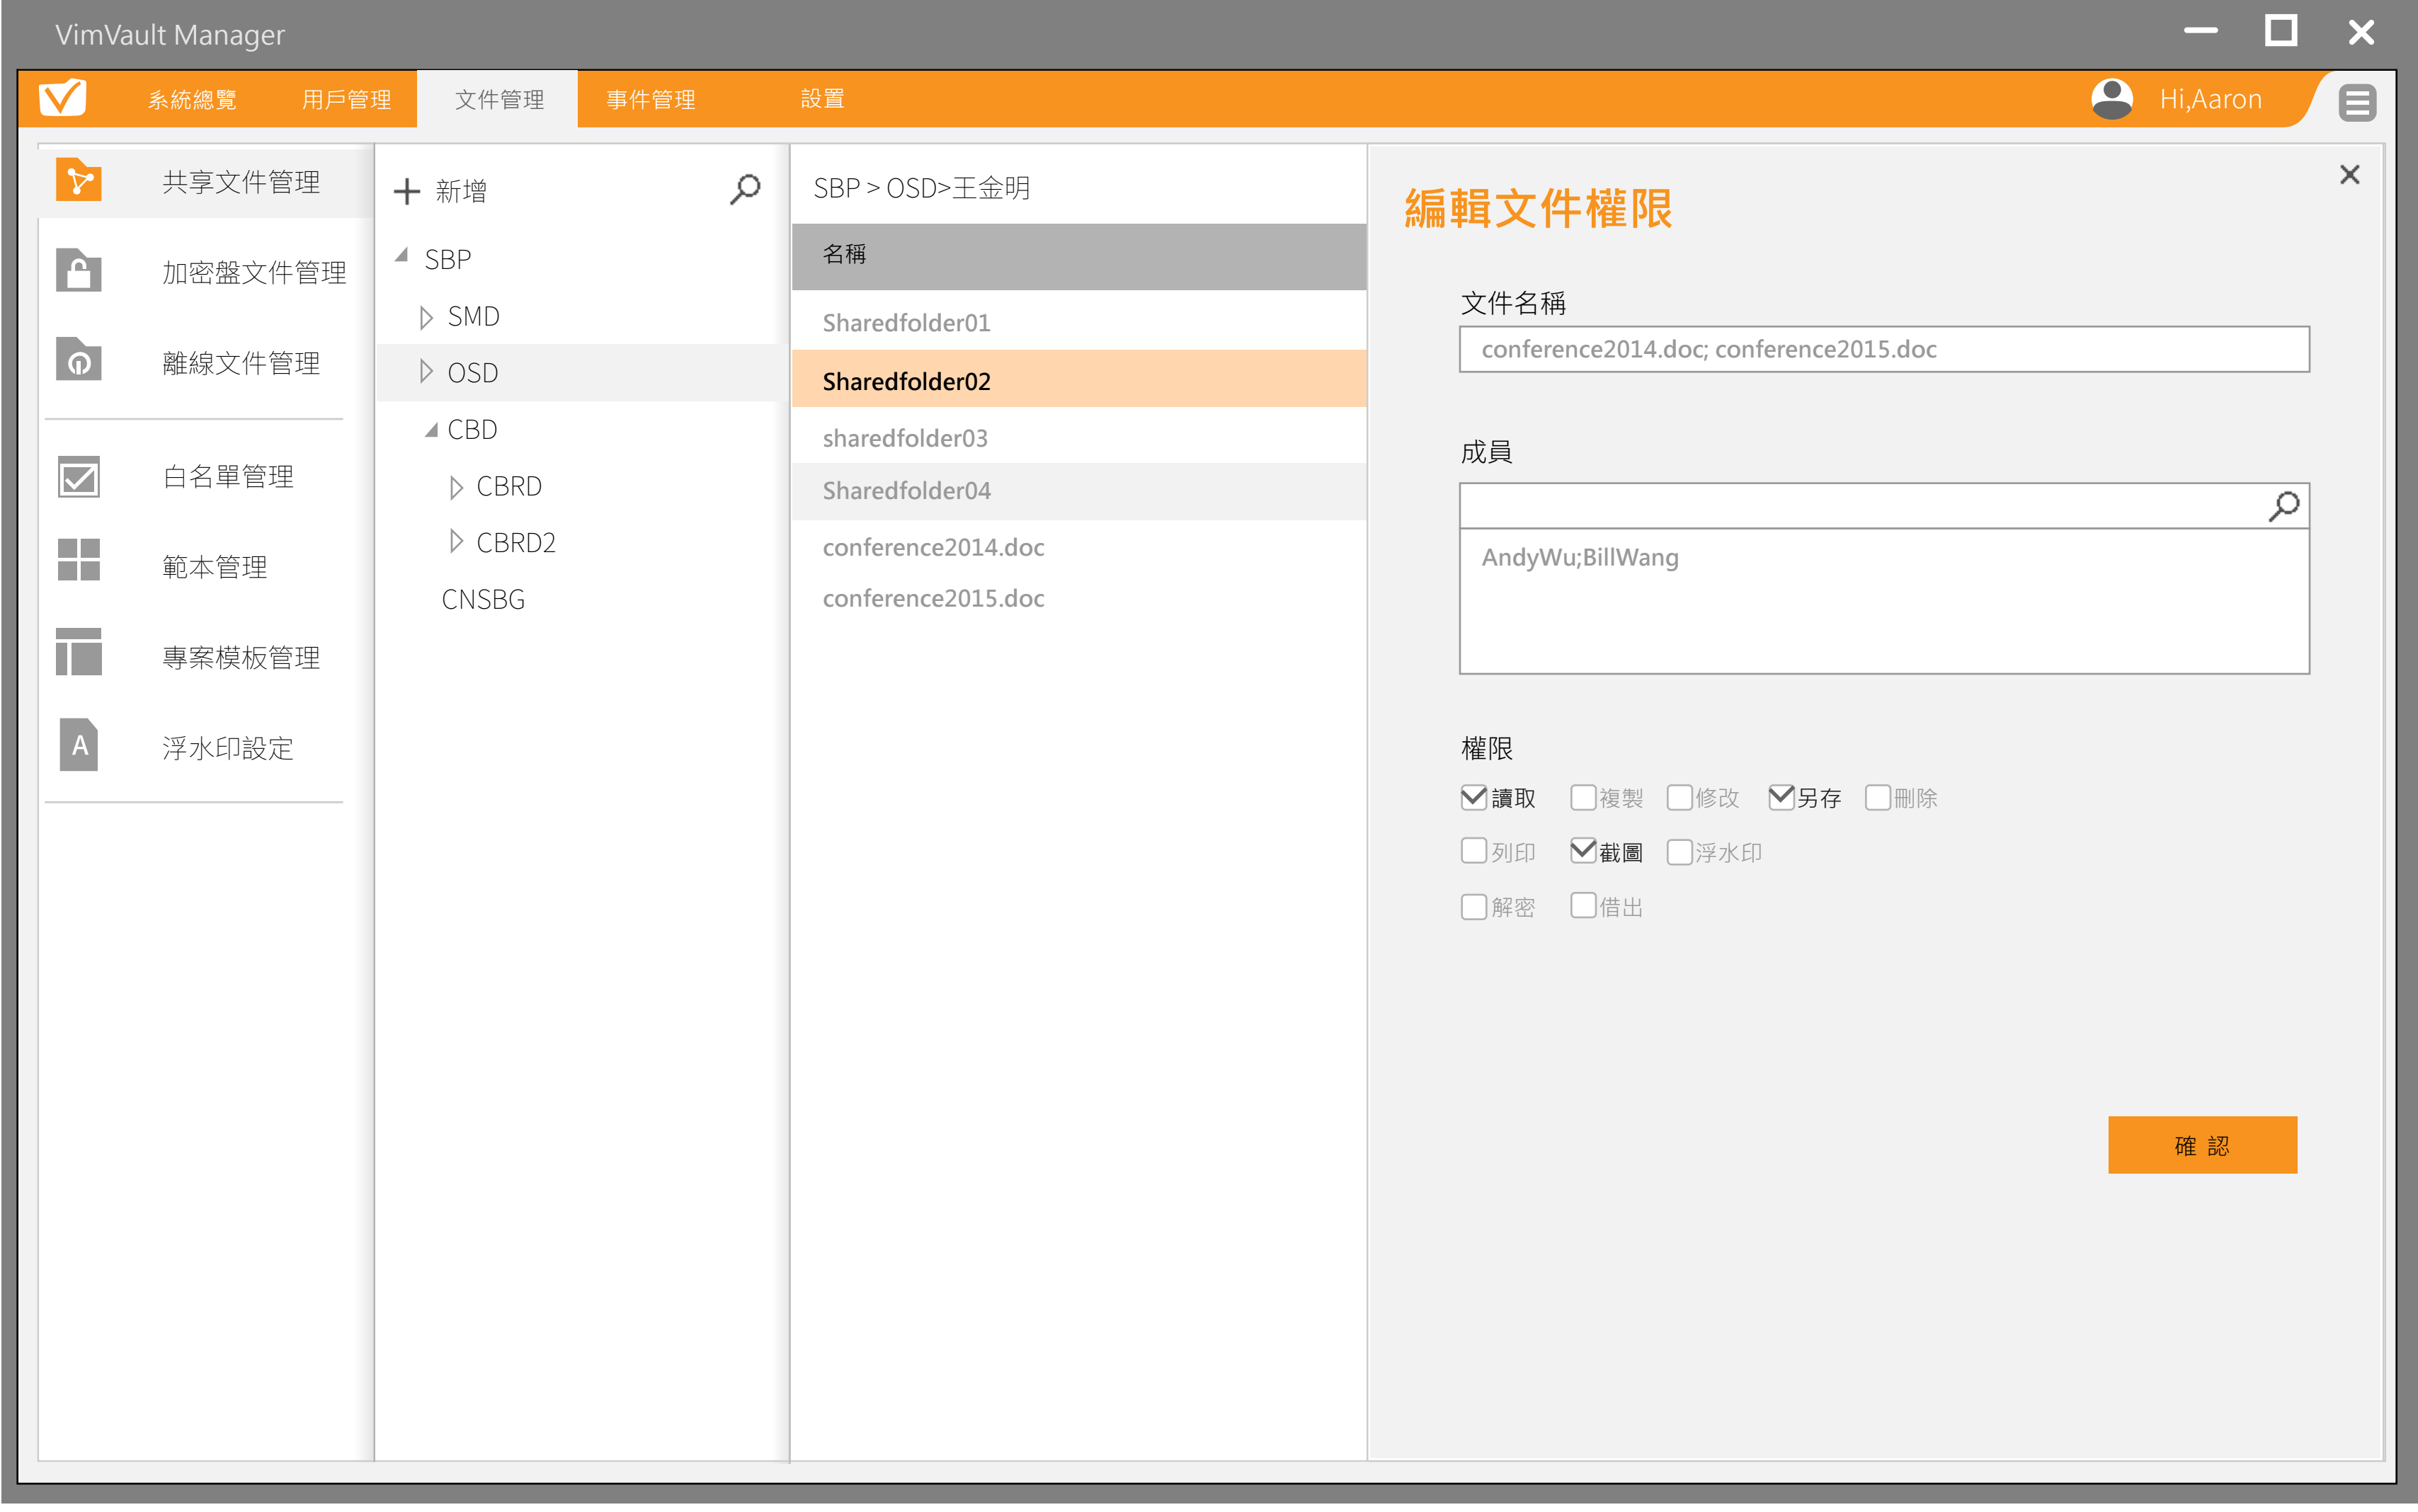 VimVault Manager
系統總覽 用戶管理 文件管理 事件管理 設置 Hi,Aaron
共享文件管理
加密盤文件管理
離線文件管理
白名單管理
範本管理
專案模板管理
A 浮水印設定
新增
SBP
SMD
OSD
CBD
CBRD
CBRD2
CNSBG
SBP > OSD>王金明
名稱
Sharedfolder01
Sharedfolder02
sharedfolder03
Sharedfolder04
conference2014.doc
conference2015.doc
編輯文件權限
文件名稱
conference2014.doc; conference2015.doc
成員
AndyWu;BillWang
權限
讀取 複製 修改 另存 刪除
列印 截圖 浮水印
解密 借出
確 認